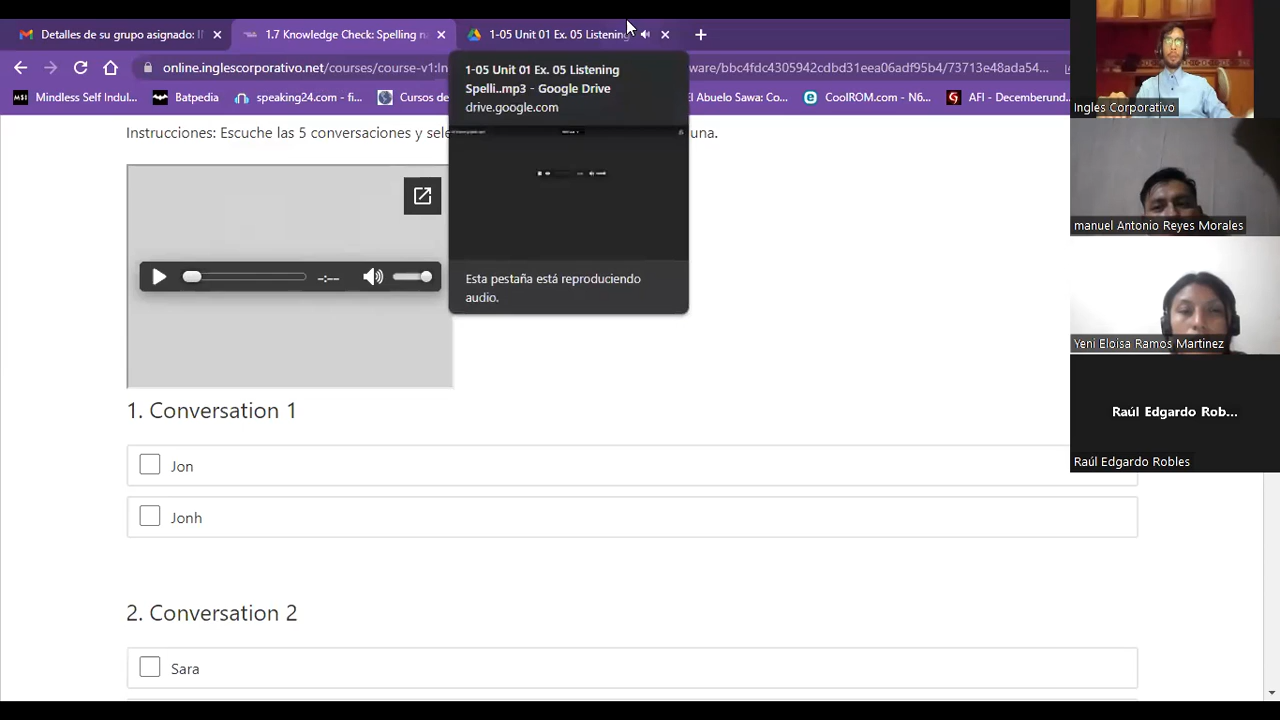 Detalles de su grupo asignado: I
1.7 Knowledge Check: Spelling n
1-05 Unit 01 Ex. 05 Listening
online.inglescorporativo.net/courses/course-v1:In
ware/bbc4fdc4305942cdbd31eea06adf95b4/73713e48ada54...
1-05 Unit 01 Ex. 05 Listening
Spelli..mp3 - Google Drive
drive.google.com
Mindless Self Indul...
Batpedia
speaking24.com - fi...
Cursos de
El Abuelo Sawa: Co...
CoolROM.com - Yo...
AFI - Decemberund...
Instrucciones: Escuche las 5 conversaciones y sele
una.
-:--
Esta pestaña está reproduciendo
audio.
1. Conversation 1
Jon
Jonh
2. Conversation 2
Sara
Ingles Corporativo
manuel Antonio Reyes Morales
Yeni Eloisa Ramos Martinez
Raúl Edgardo Rob...
Raúl Edgardo Robles